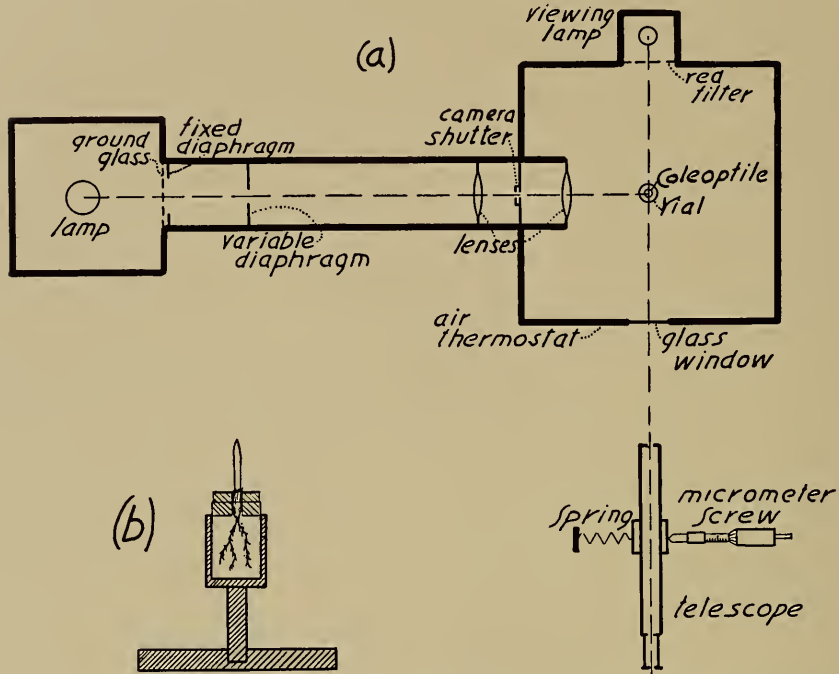 (a)
viewing
lamp
red
filter
camera
shutter
fixed
diaphragm
ground
glass
lamp
variable
diaphragm
lenses
Coleoptile
Vial
air
thermostat
glass
window
(b)
spring
micrometer
screw
telescope